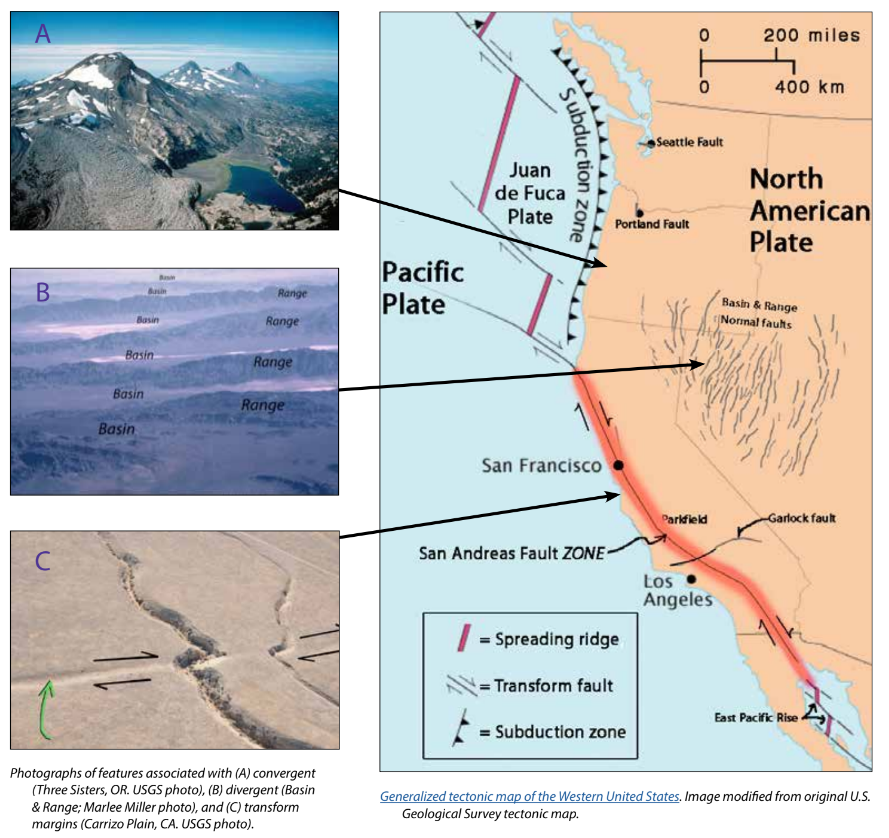 A
B
Basin
Basin
Range
Basin
Range
Basin
Range
Basin
Range
Basin
C
Photographs of features associated with (A) convergent
(Three Sisters, OR. USGS photo), (B) divergent (Basin
& Range; Marlee Miller photo), and (C) transform
margins (Carrizo Plain, CA. USGS photo).
0 200 miles
0 400 km
Subduction zone
Seattle Fault
Juan
de Fuca
Plate
North
American
Plate
Portland Fault
Pacific
Plate
Basin & Range
Normal faults
San Francisco
Parkfield
Garlock fault
San Andreas Fault ZONE
Los
Angeles
= Spreading ridge
= Transform fault
= Subduction zone
East Pacific Rise
Generalized tectonic map of the Western United States. Image modified from original U.S.
Geological Survey tectonic map.